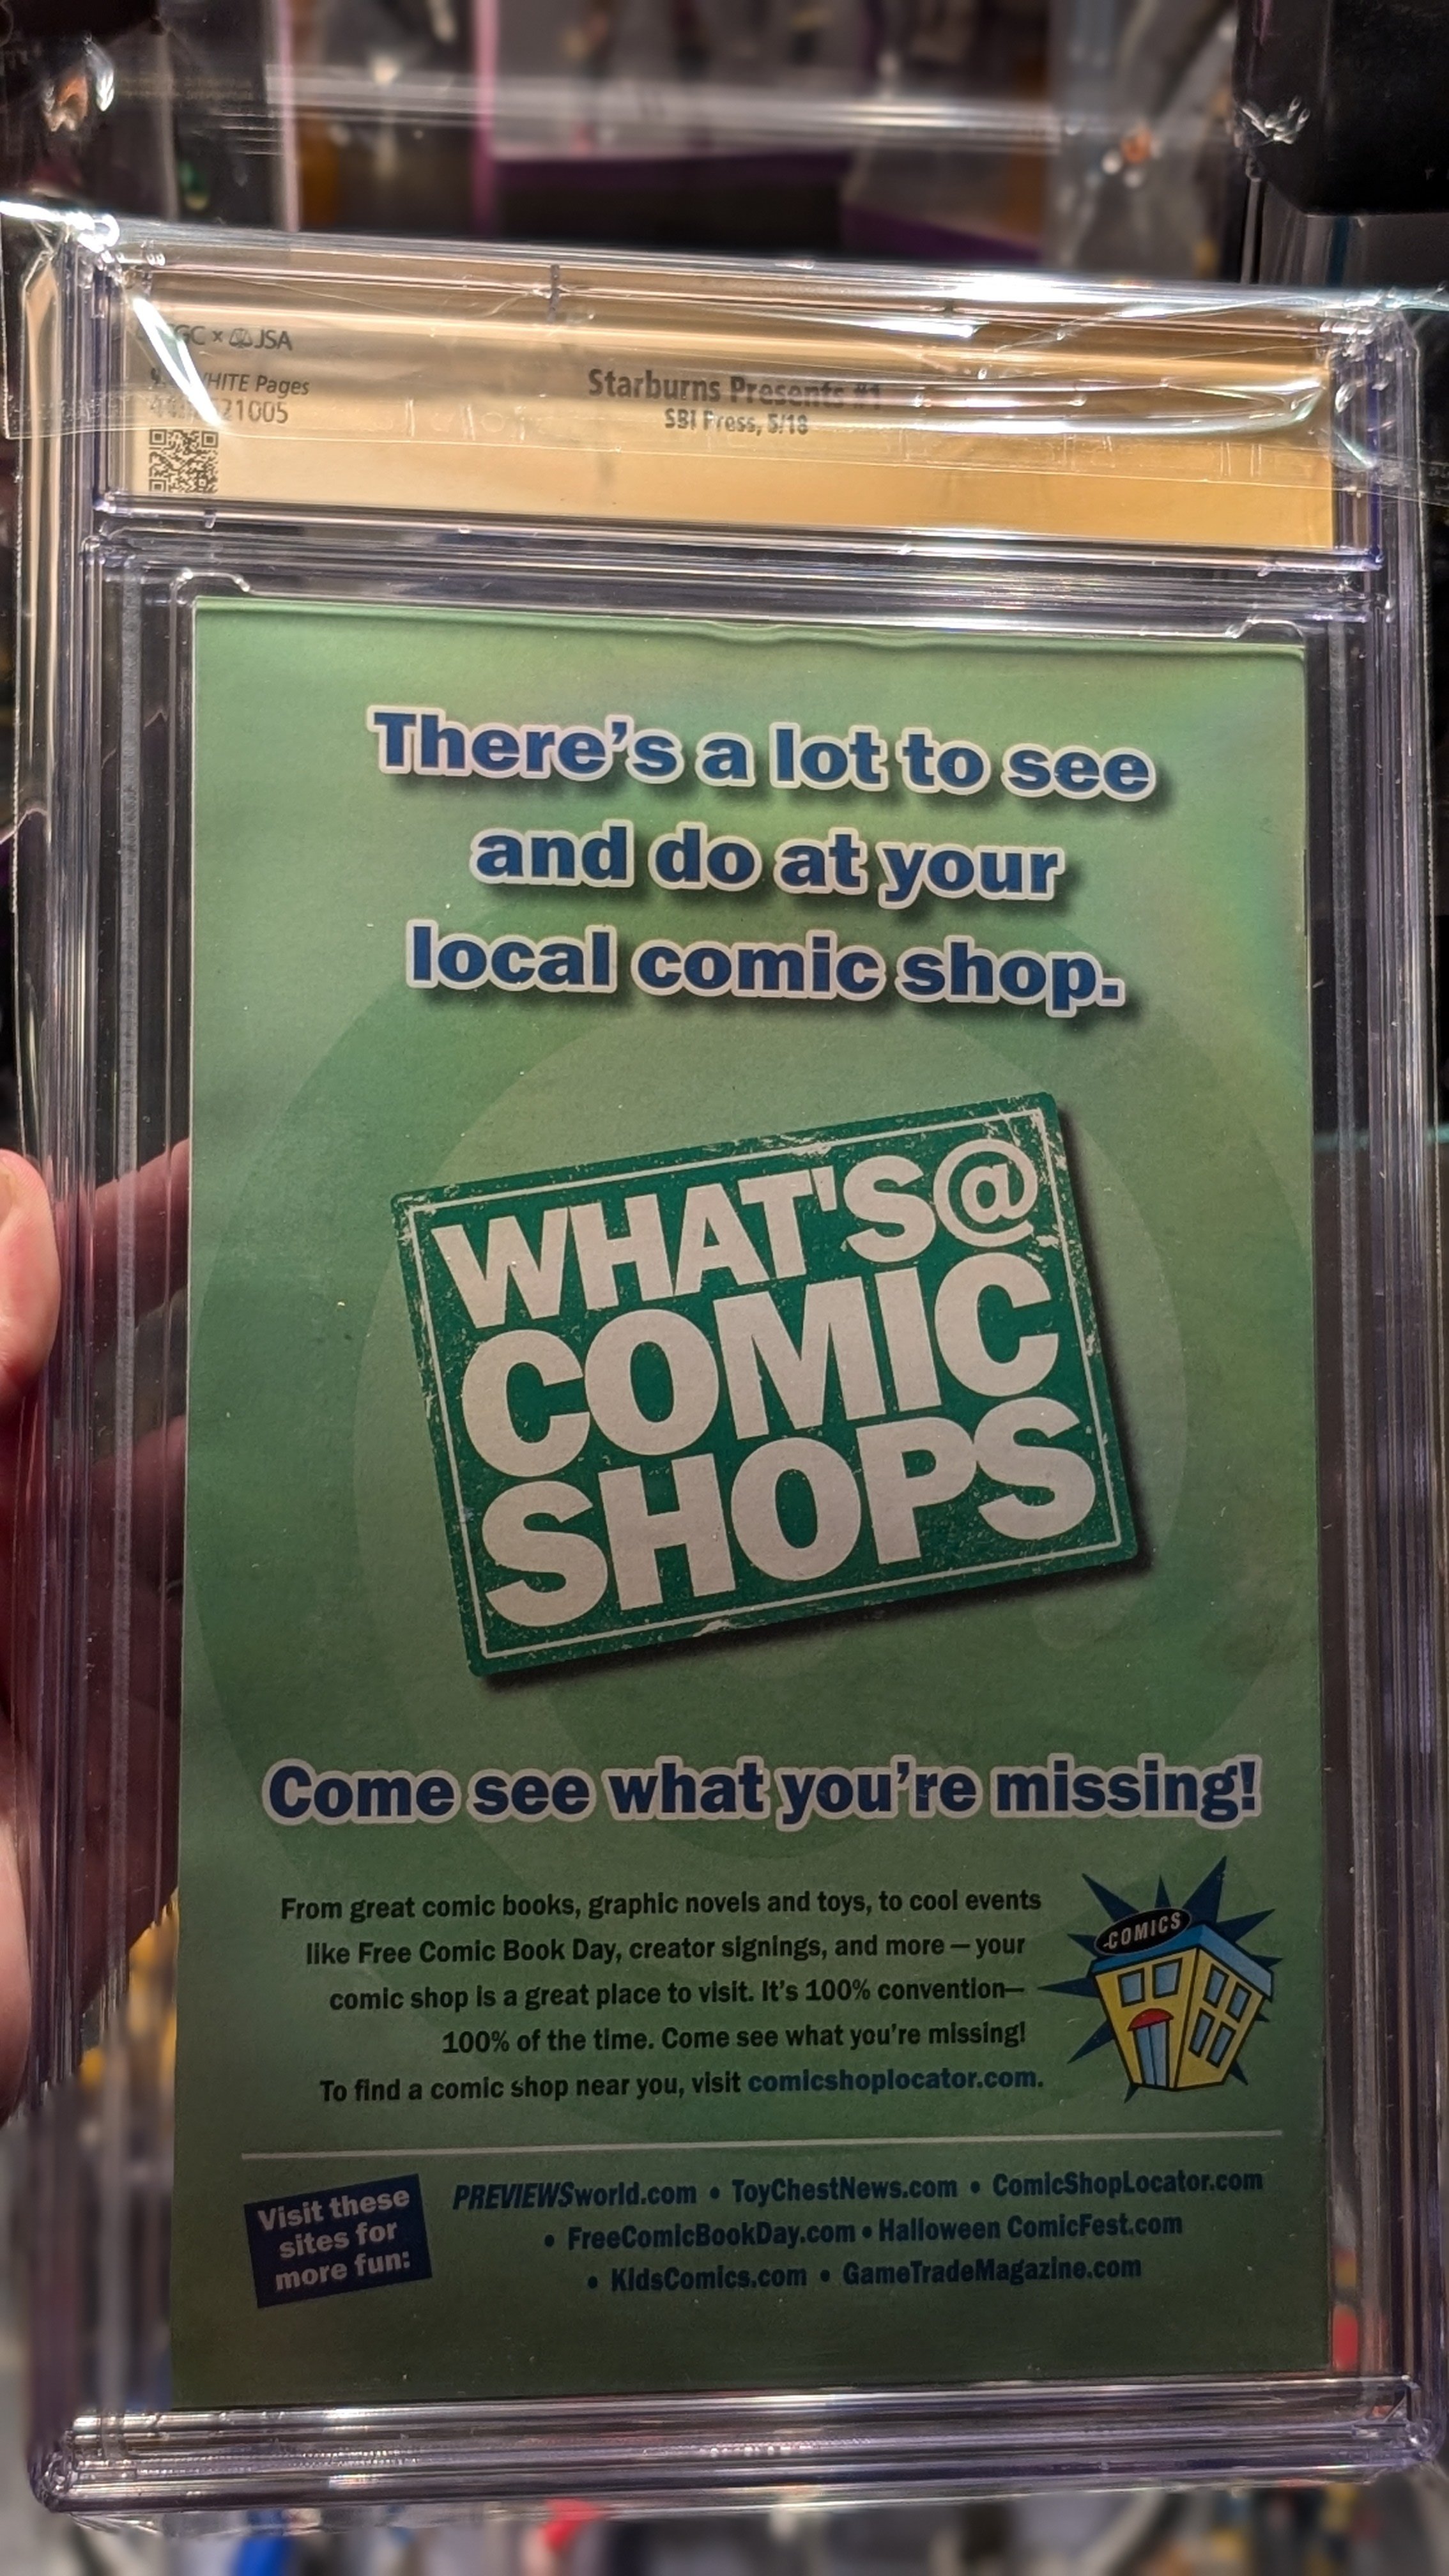 JSA
WHITE Pages
21005
Starburns Presents #1
SBI Press, 5/18
There's a lot to see
and do at your
local comic shop.
WHAT'S@
COMIC
SHOPS
Come see what you're missing!
From great comic books, graphic novels and toys, to cool events
like Free Comic Book Day, creator signings, and more — your
comic shop is a great place to visit. It's 100% convention—
100% of the time. Come see what you're missing!
To find a comic shop near you, visit comicshoplocator.com.
COMICS
Visit these
sites for
more fun:
PREVIEWSworld.com • ToyChestNews.com • ComicShopLocator.com
• FreeComicBookDay.com • Halloween ComicFest.com
• KidsComics.com • GameTradeMagazine.com